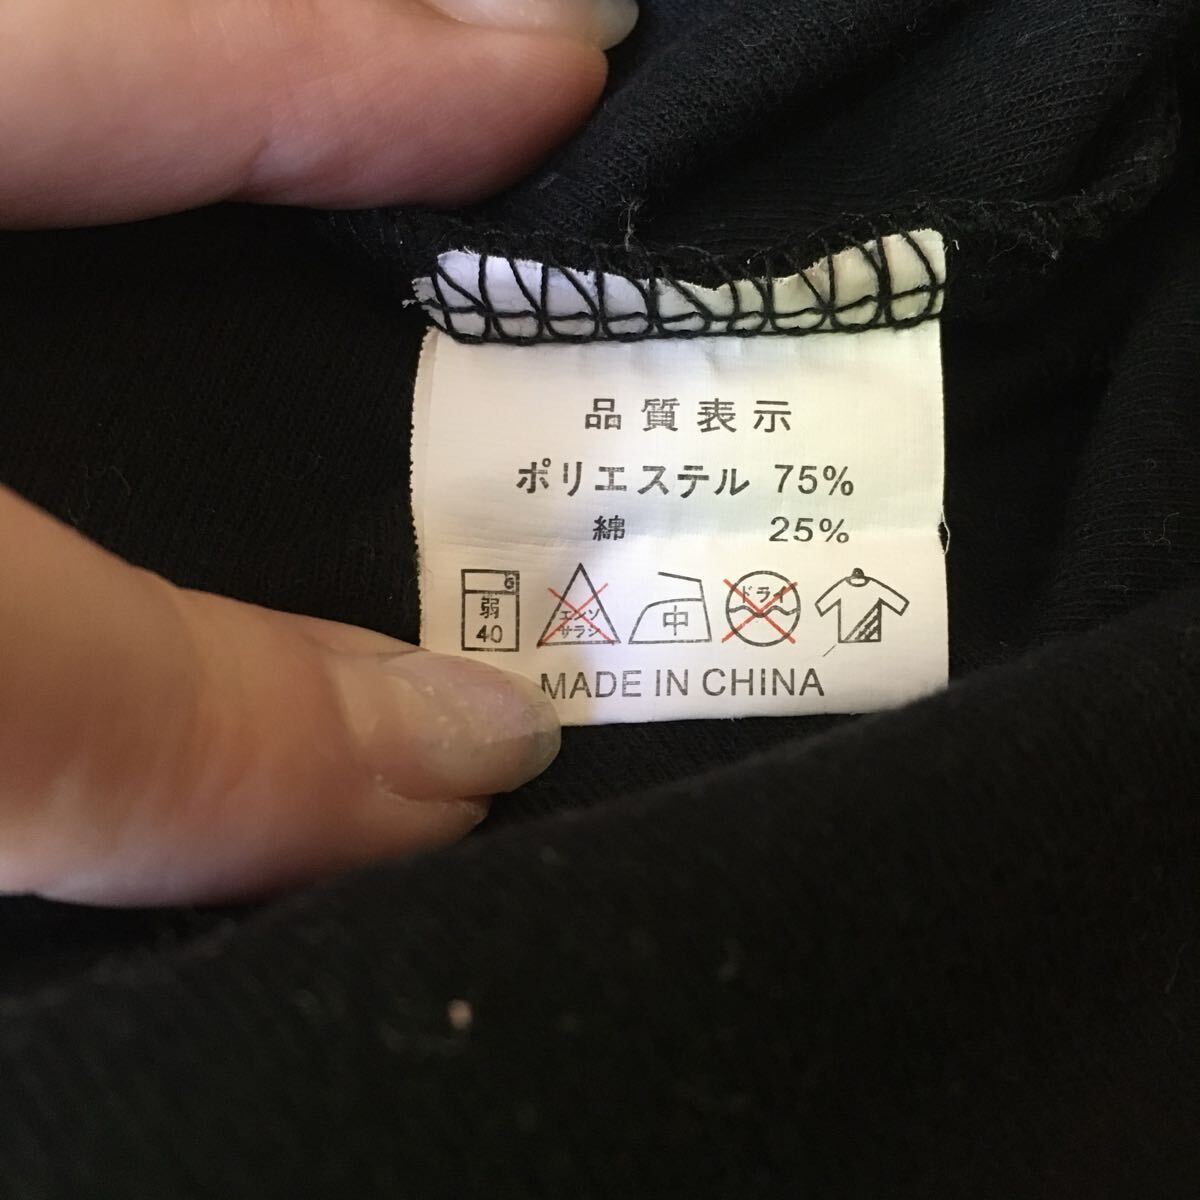 品質表示
ポリエステル 75%
綿 25%
弱 エンソ 中 ドライ
40 サラシ
MADE IN CHINA